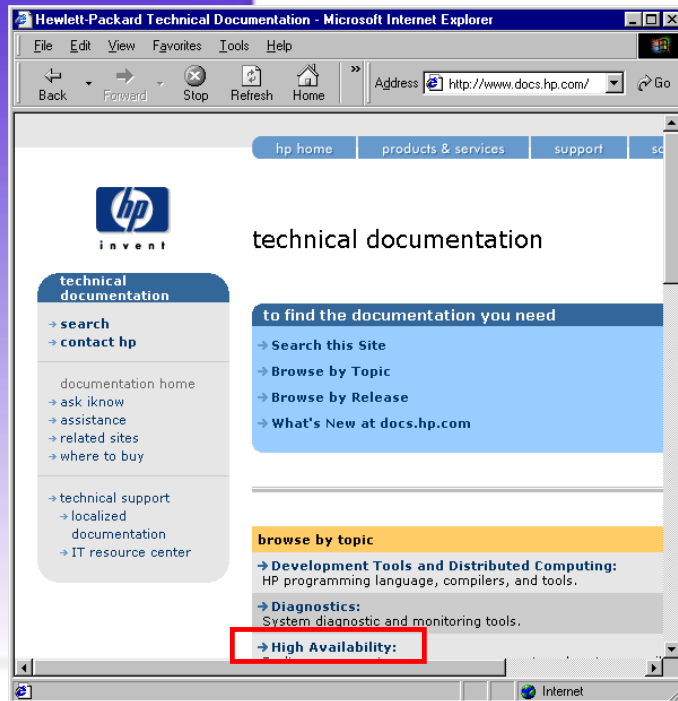 Hewlett-Packard Technical Documentation - Microsoft Internet Explorer
File Edit View Favorites Tools Help
Back Forward Stop Refresh Home » Address http://www.docs.hp.com/ Go
hp home products & services support
hp
invent
technical documentation
technical
documentation
search
contact hp
documentation home
ask iknow
assistance
related sites
where to buy
technical support
localized
documentation
IT resource center
to find the documentation you need
Search this Site
Browse by Topic
Browse by Release
What's New at docs.hp.com
browse by topic
Development Tools and Distributed Computing:
HP programming language, compilers, and tools.
Diagnostics:
System diagnostic and monitoring tools.
High Availability:
Internet